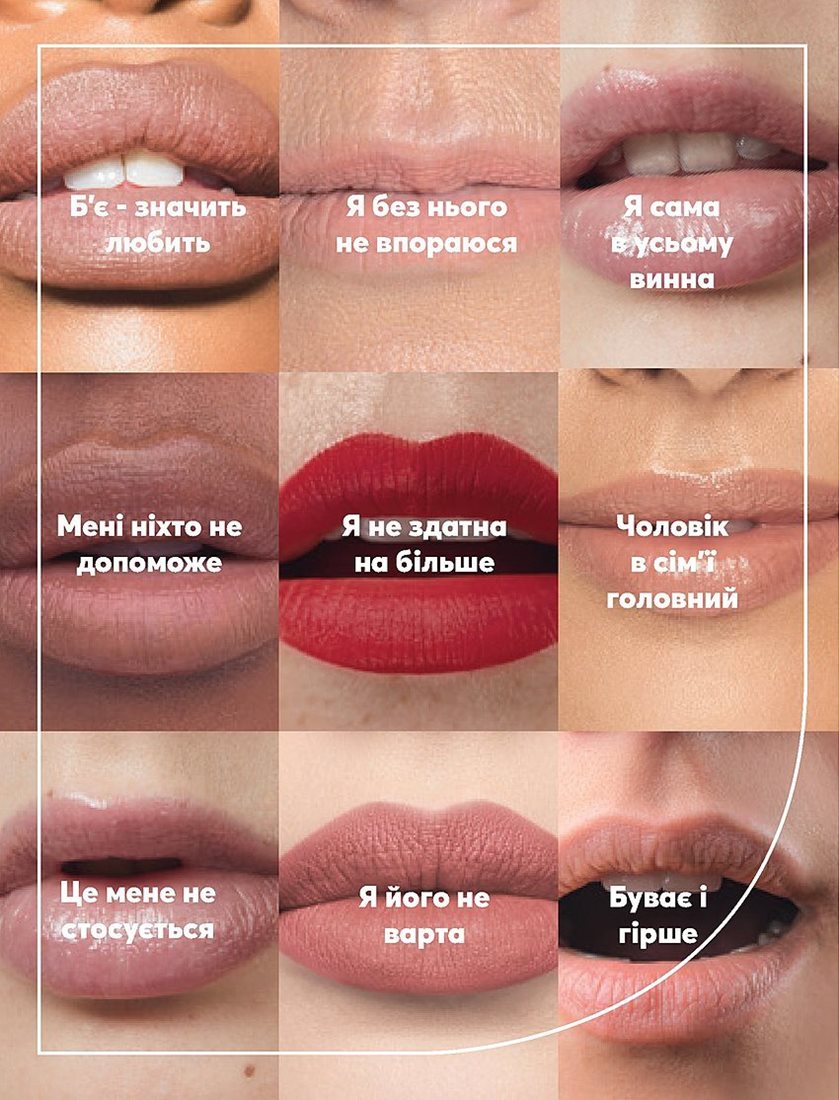 Б'є - значить
любить
Я без нього
не впораюся
Я сама
в усьому
винна
Мені ніхто не
допоможе
Я не здатна
на більше
Чоловік
в сім'ї
головний
Це мене не
стосується
Я його не
варта
Буває і
гірше